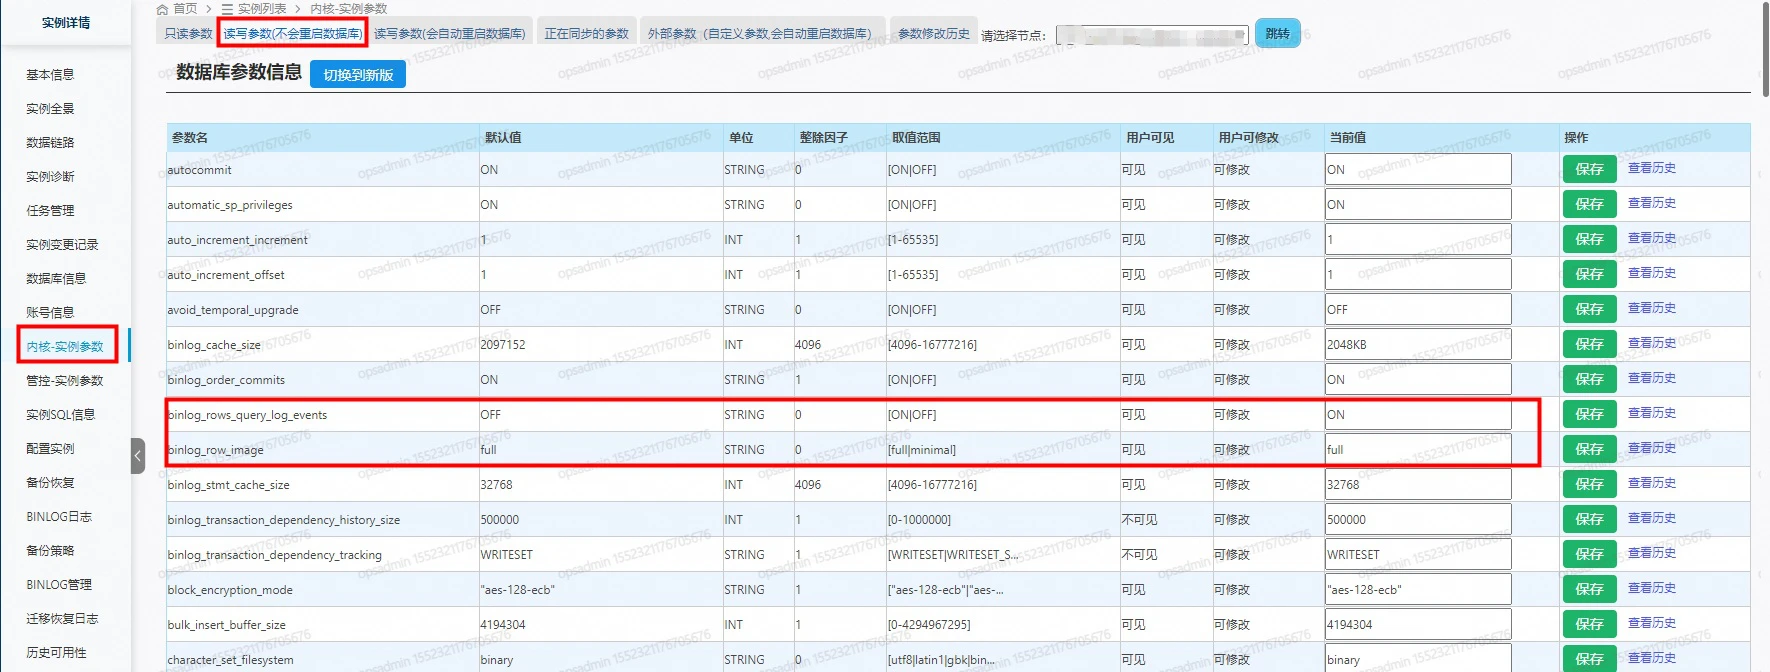 实例详情
基本信息
实例全景
数据链路
实例诊断
任务管理
实例变更记录
数据库信息
账号信息
内核-实例参数
管控-实例参数
实例SQL信息
配置实例
备份恢复
BINLOG日志
备份策略
BINLOG管理
迁移恢复日志
历史可用性
首页 > 实例列表 > 内核-实例参数
只读参数 读写参数(不会重启数据库) 读写参数(会自动重启数据库) 正在同步的参数 外部参数（自定义参数,会自动重启数据库） 参数修改历史 请选择节点： 跳转
数据库参数信息 切换到新版
参数名 默认值 单位 整除因子 取值范围 用户可见 用户可修改 当前值 操作
autocommit ON STRING 0 [ON|OFF] 可见 可修改 ON 保存 查看历史
automatic_sp_privileges ON STRING 0 [ON|OFF] 可见 可修改 ON 保存 查看历史
auto_increment_increment 1 INT 1 [1-65535] 可见 可修改 1 保存 查看历史
auto_increment_offset 1 INT 1 [1-65535] 可见 可修改 1 保存 查看历史
avoid_temporal_upgrade OFF STRING 0 [ON|OFF] 可见 可修改 OFF 保存 查看历史
binlog_cache_size 2097152 INT 4096 [4096-16777216] 可见 可修改 2048KB 保存 查看历史
binlog_order_commits ON STRING 1 [ON|OFF] 可见 可修改 ON 保存 查看历史
binlog_rows_query_log_events OFF STRING 0 [ON|OFF] 可见 可修改 ON 保存 查看历史
binlog_row_image full STRING 0 [full|minimal] 可见 可修改 full 保存 查看历史
binlog_stmt_cache_size 32768 INT 4096 [4096-16777216] 可见 可修改 32768 保存 查看历史
binlog_transaction_dependency_history_size 500000 INT 1 [0-1000000] 不可见 可修改 500000 保存 查看历史
binlog_transaction_dependency_tracking WRITESET STRING 1 [WRITESET|WRITESET_S... 不可见 可修改 WRITESET 保存 查看历史
block_encryption_mode "aes-128-ecb" STRING 1 ["aes-128-ecb"|"aes-... 可见 可修改 "aes-128-ecb" 保存 查看历史
bulk_insert_buffer_size 4194304 INT 1 [0-4294967295] 可见 可修改 4194304 保存 查看历史
character_set_filesystem binary STRING 0 [utf8|latin1|gbk|bin... 可见 可修改 binary 保存 查看历史
opsadmin 1552321176705676